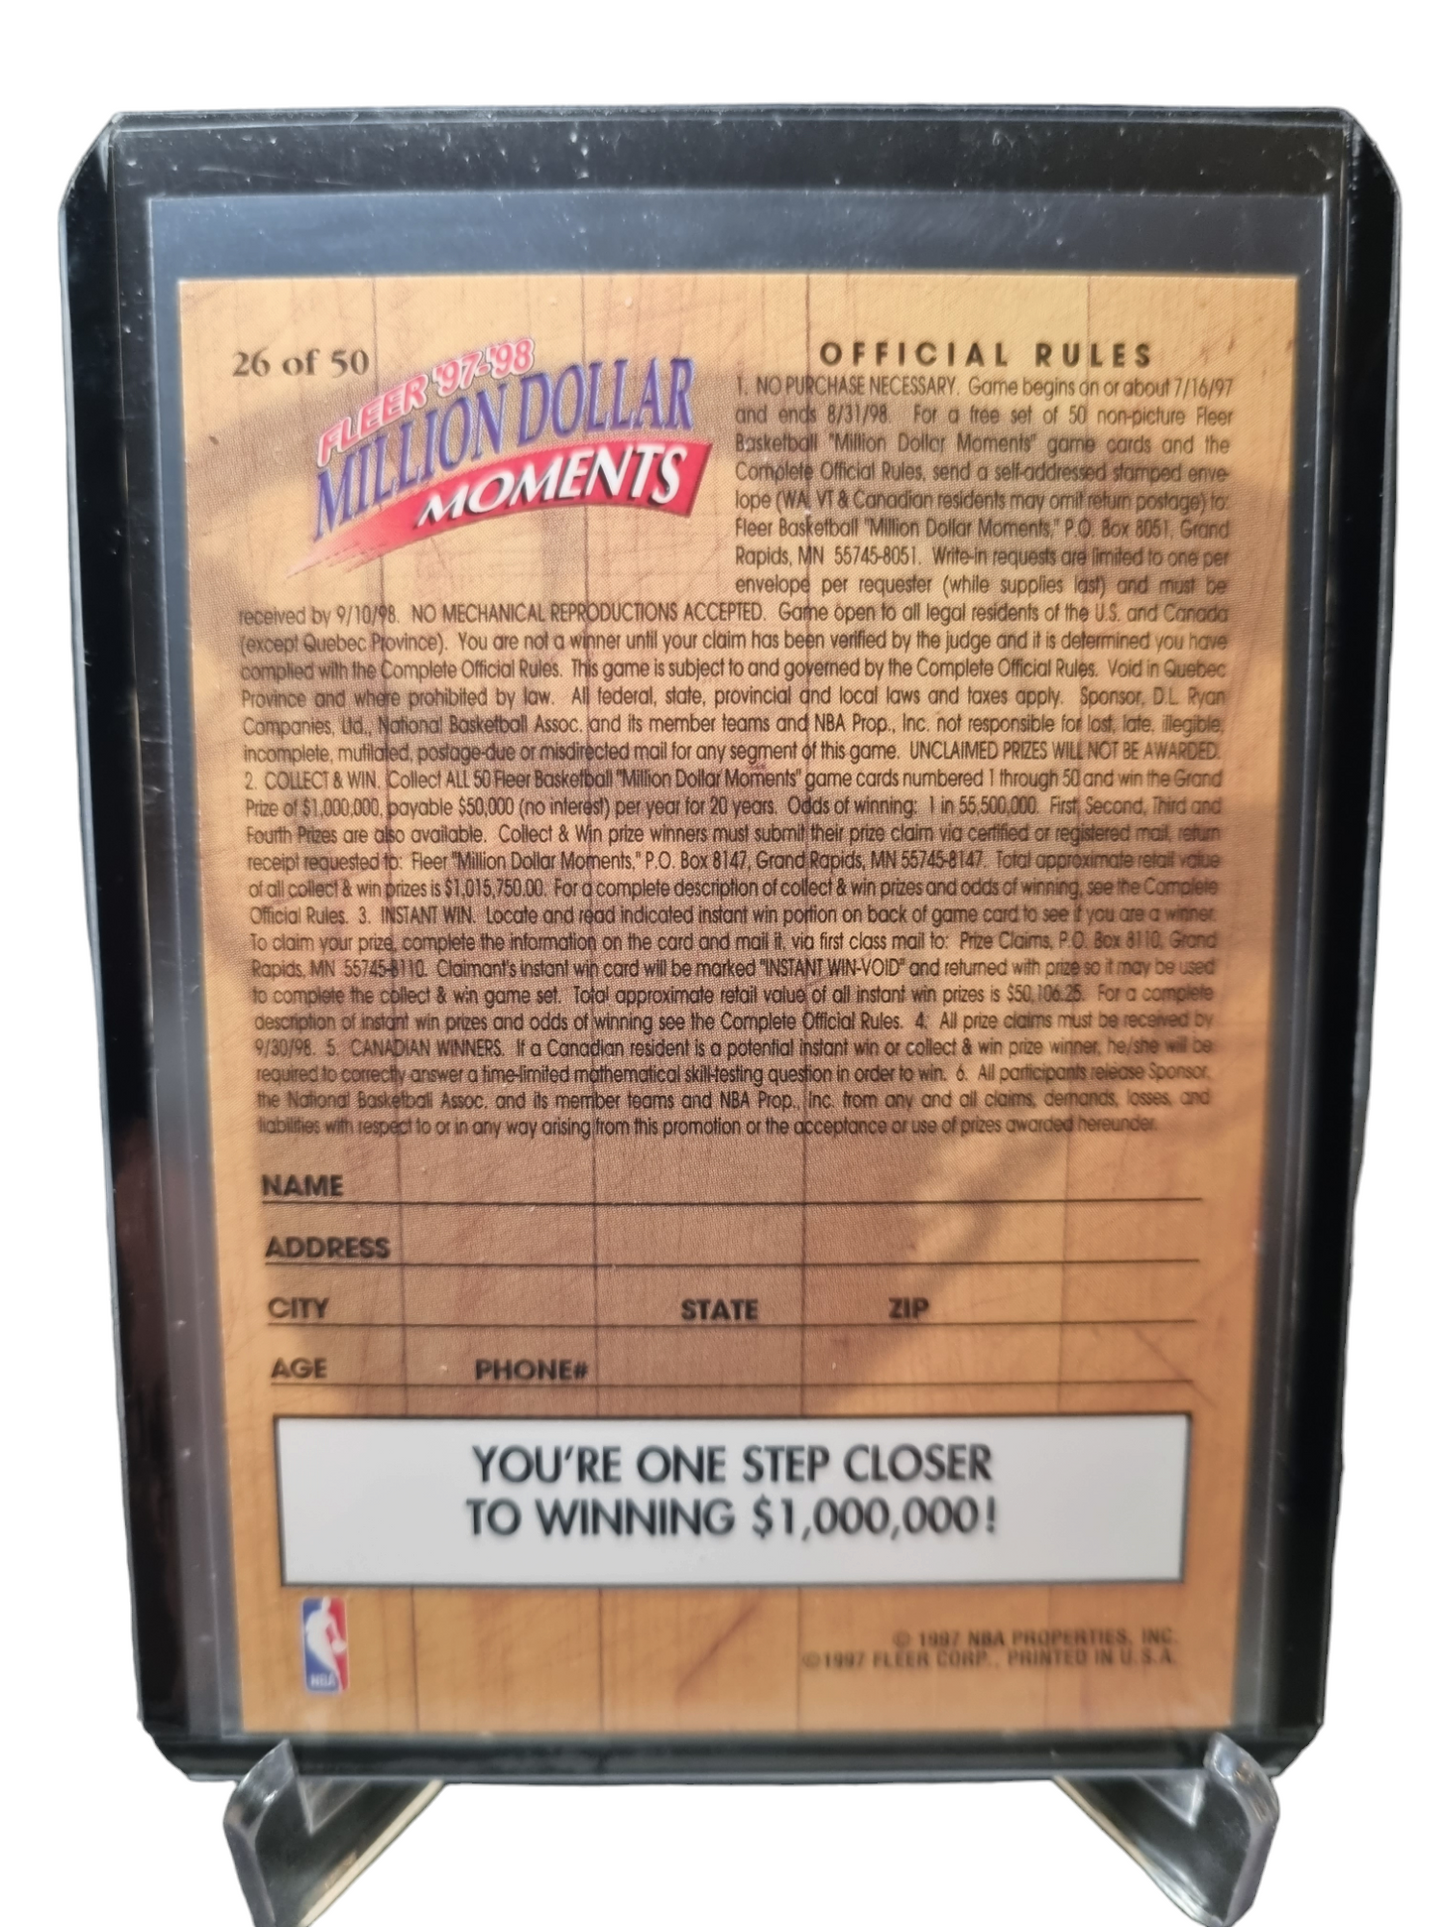 26 of 50
FLEER '97-'98
MILLION DOLLAR
MOMENTS
OFFICIAL RULES
1. NO PURCHASE NECESSARY. Game begins on or about 7/16/97
and ends 8/31/98. For a free set of 50 non-picture Fleer
Basketball "Million Dollar Moments" game cards and the
Complete Official Rules, send a self-addressed stamped enve-
lope (WA, VT & Canadian residents may omit return postage) to:
Fleer Basketball "Million Dollar Moments," P.O. Box 8051, Grand
Rapids, MN 55745-8051. Write-in requests are limited to one per
envelope per requester (while supplies last) and must be
received by 9/10/98. NO MECHANICAL REPRODUCTIONS ACCEPTED. Game open to all legal residents of the U.S. and Canada
(except Quebec Province). You are not a winner until your claim has been verified by the judge and it is determined you have
complied with the Complete Official Rules. This game is subject to and governed by the Complete Official Rules. Void in Quebec
Province and where prohibited by law. All federal, state, provincial and local laws and taxes apply. Sponsor, D.L. Ryan
Companies, Ltd., National Basketball Assoc. and its member teams and NBA Prop., Inc. not responsible for lost, late, illegible,
incomplete, mutilated, postage-due or misdirected mail for any segment of this game. UNCLAIMED PRIZES WILL NOT BE AWARDED.
2. COLLECT & WIN. Collect ALL 50 Fleer Basketball "Million Dollar Moments" game cards numbered 1 through 50 and win the Grand
Prize of $1,000,000, payable $50,000 (no interest) per year for 20 years. Odds of winning: 1 in 55,500,000. First, Second, Third and
Fourth Prizes are also available. Collect & Win prize winners must submit their prize claim via certified or registered mail, return
receipt requested to: Fleer "Million Dollar Moments," P.O. Box 8147, Grand Rapids, MN 55745-8147. Total approximate retail value
of all collect & win prizes is $1,015,750.00. For a complete description of collect & win prizes and odds of winning, see the Complete
Official Rules. 3. INSTANT WIN. Locate and read indicated instant win portion on back of game card to see if you are a winner.
To claim your prize, complete the information on the card and mail it, via first class mail to: Prize Claims, P.O. Box 8110, Grand
Rapids, MN 55745-8110. Claimant's instant win card will be marked "INSTANT WIN-VOID" and returned with prize so it may be used
to complete the collect & win game set. Total approximate retail value of all instant win prizes is $50,106.25. For a complete
description of instant win prizes and odds of winning see the Complete Official Rules. 4. All prize claims must be received by
9/30/98. 5. CANADIAN WINNERS. If a Canadian resident is a potential instant win or collect & win prize winner, he/she will be
required to correctly answer a time-limited mathematical skill-testing question in order to win. 6. All participants release Sponsor,
the National Basketball Assoc. and its member teams and NBA Prop., Inc. from any and all claims, demands, losses, and
liabilities with respect to or in any way arising from this promotion or the acceptance or use of prizes awarded hereunder.
NAME
ADDRESS
CITY STATE ZIP
AGE PHONE#
YOU'RE ONE STEP CLOSER
TO WINNING $1,000,000!
NBA
© 1997 NBA PROPERTIES, INC.
©1997 FLEER CORP., PRINTED IN U.S.A.